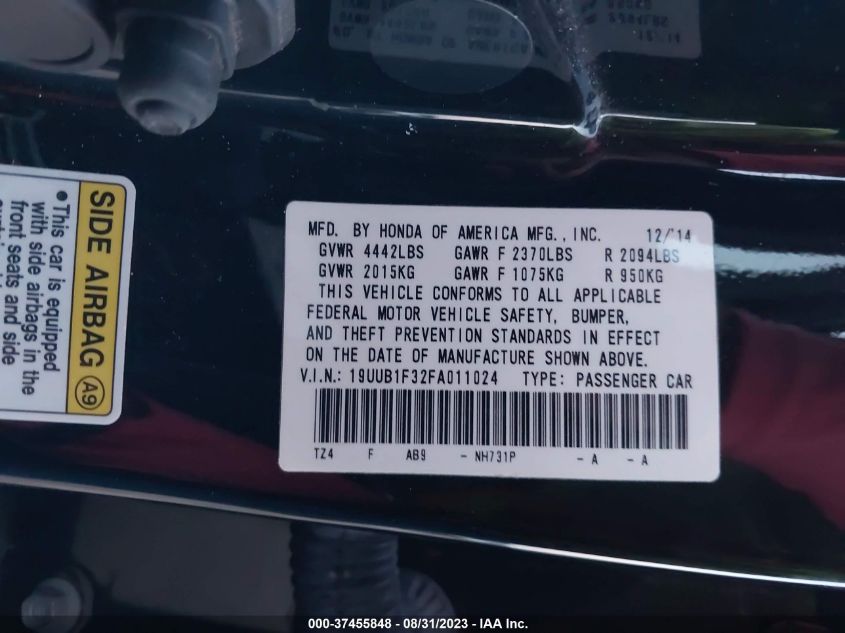 SIDE AIRBAG A9
•This car is equipped
with side airbags in the
front seats and side
MFD. BY HONDA OF AMERICA MFG., INC. 12/14
GVWR 4442LBS GAWR F 2370LBS R 2094LBS
GVWR 2015KG GAWR F 1075KG R 950KG
THIS VEHICLE CONFORMS TO ALL APPLICABLE
FEDERAL MOTOR VEHICLE SAFETY, BUMPER,
AND THEFT PREVENTION STANDARDS IN EFFECT
ON THE DATE OF MANUFACTURE SHOWN ABOVE.
V.I.N.: 19UUB1F32FA011024 TYPE: PASSENGER CAR
TZ4 F AB9 - NH731P - A - A
000-37455848 - 08/31/2023 - IAA Inc.